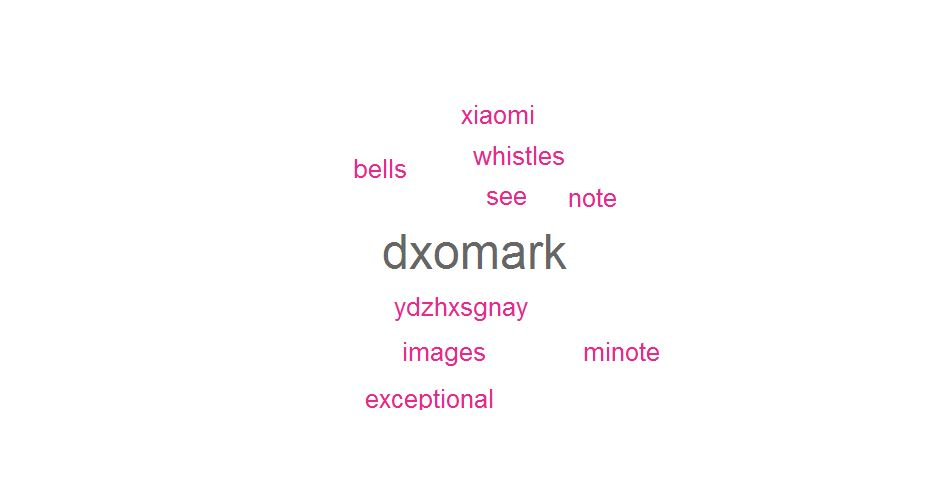 xiaomi
whistles
bells
see
note
dxomark
ydzhxsgnay
images
minote
exceptional